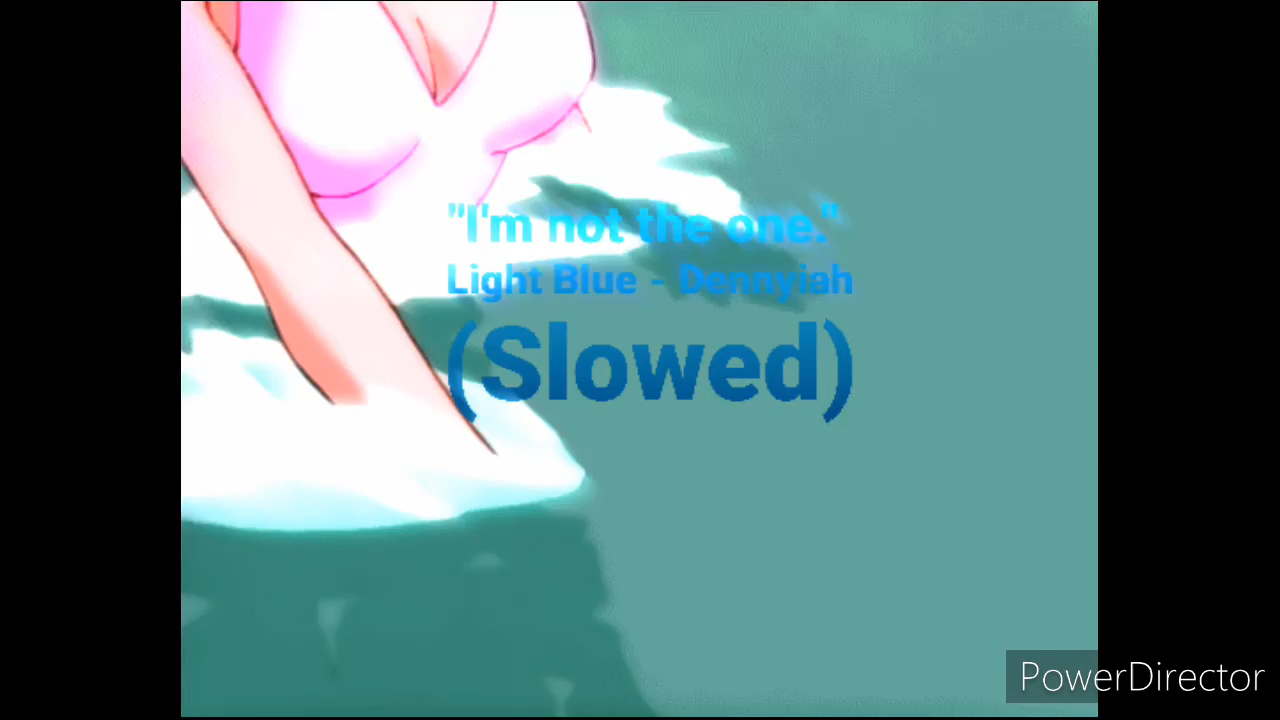 "I'm not the one."
Light Blue - Dennyiah
(Slowed)
PowerDirector